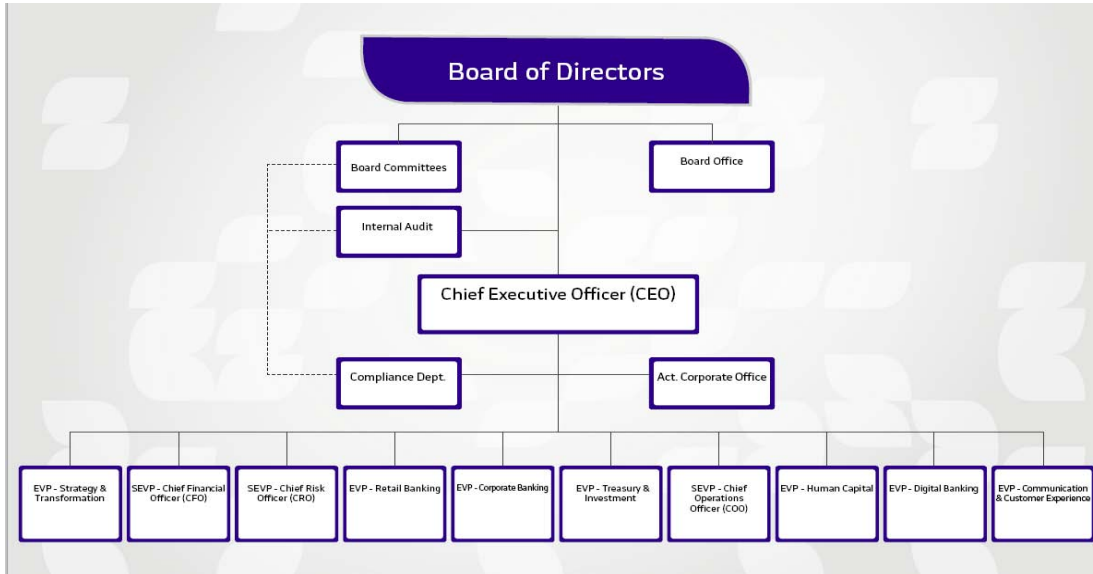 Board of Directors
Board Committees
Board Office
Internal Audit
Chief Executive Officer (CEO)
Compliance Dept.
Act. Corporate Office
EVP - Strategy &
Transformation
SEVP - Chief Financial
Officer (CFO)
SEVP - Chief Risk
Officer (CRO)
EVP - Retail Banking
EVP - Corporate Banking
EVP - Treasury &
Investment
SEVP - Chief
Operations
Officer (COO)
EVP - Human Capital
EVP - Digital Banking
EVP - Communication
& Customer Experience